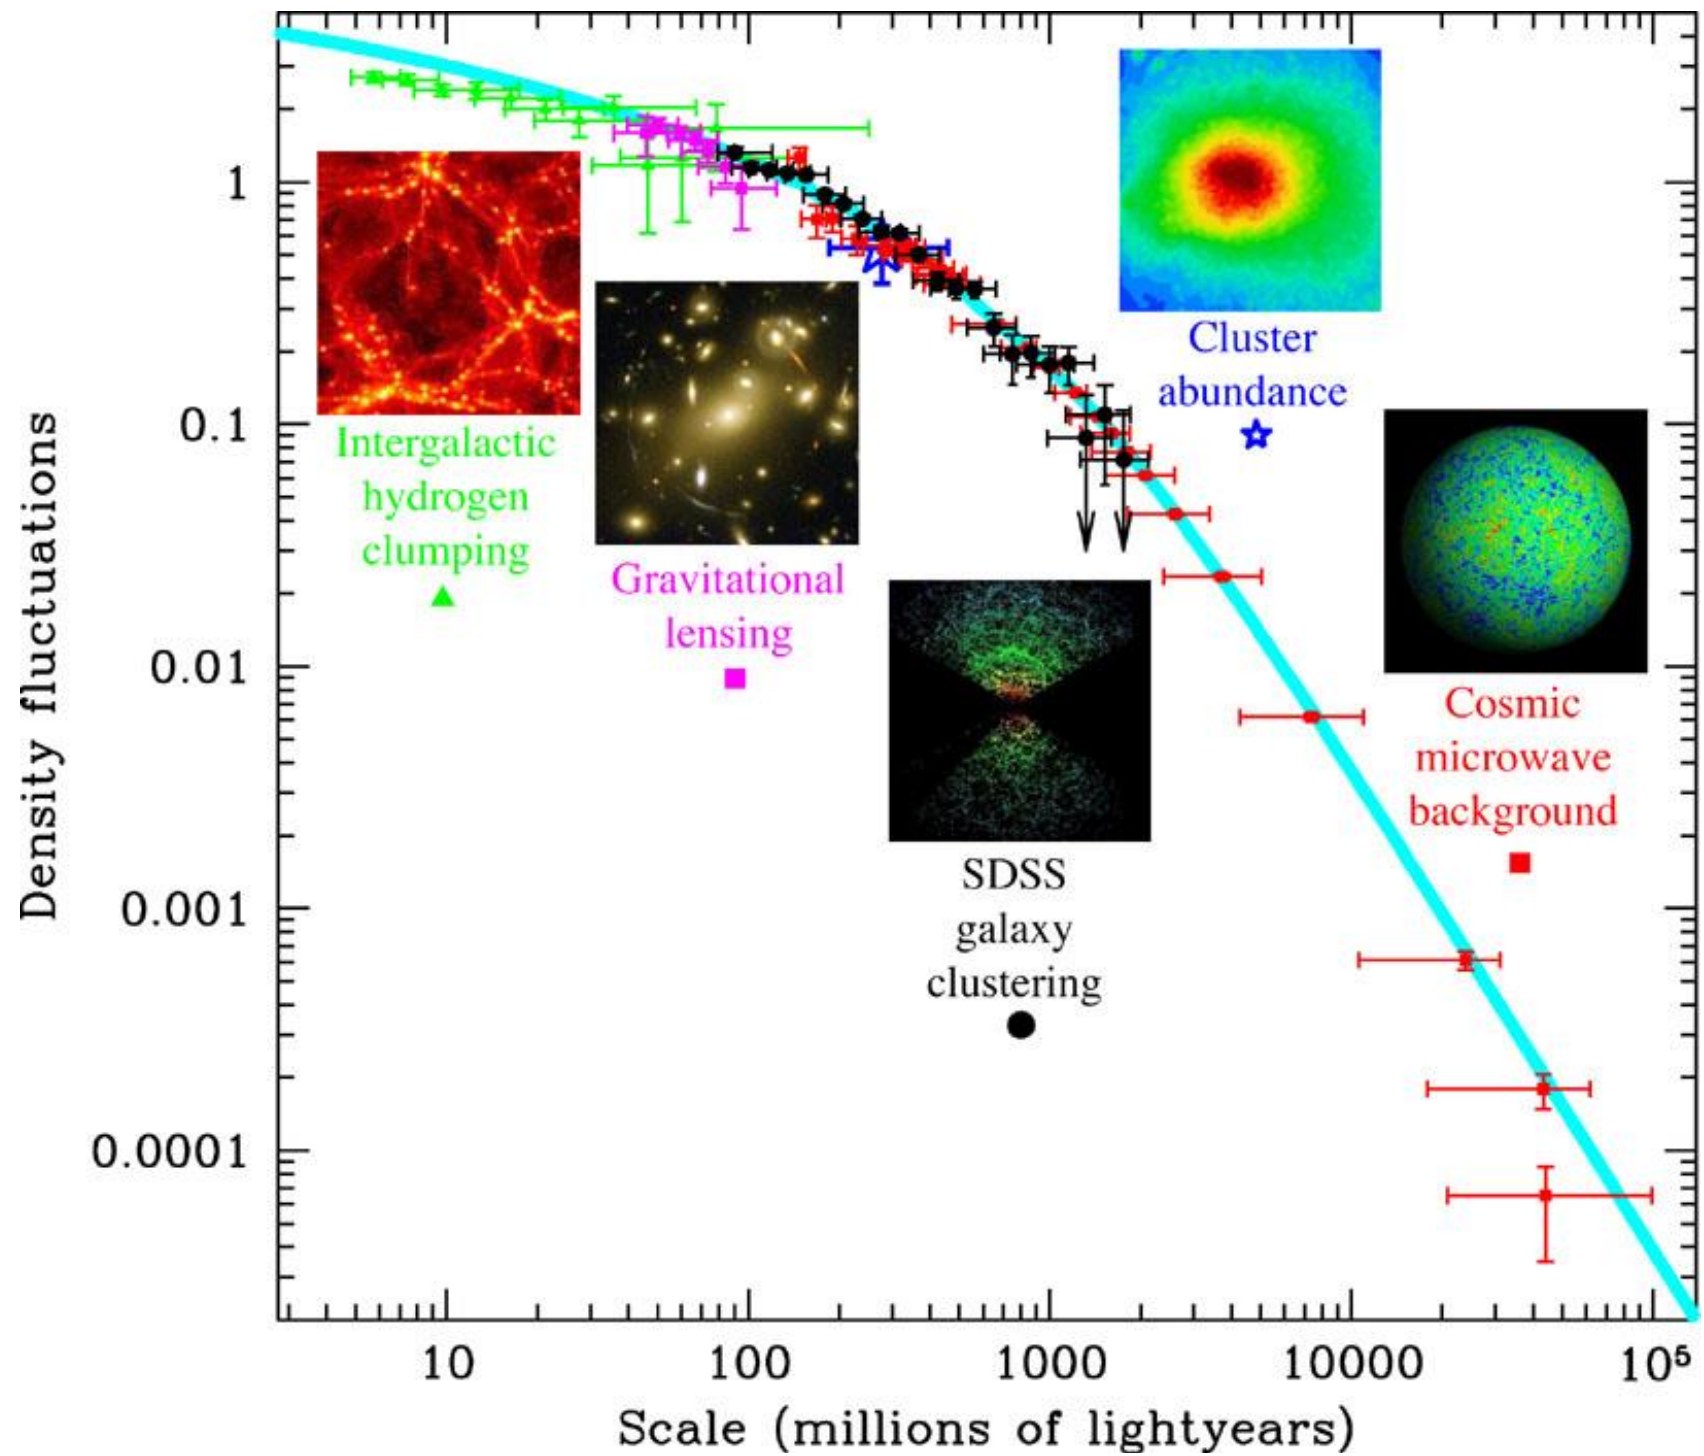 Density fluctuations
1
0.1
0.01
0.001
0.0001
Intergalactic
hydrogen
clumping
Gravitational
lensing
SDSS
galaxy
clustering
Cluster
abundance
Cosmic
microwave
background
10
100
1000
10000
10⁵
Scale (millions of lightyears)